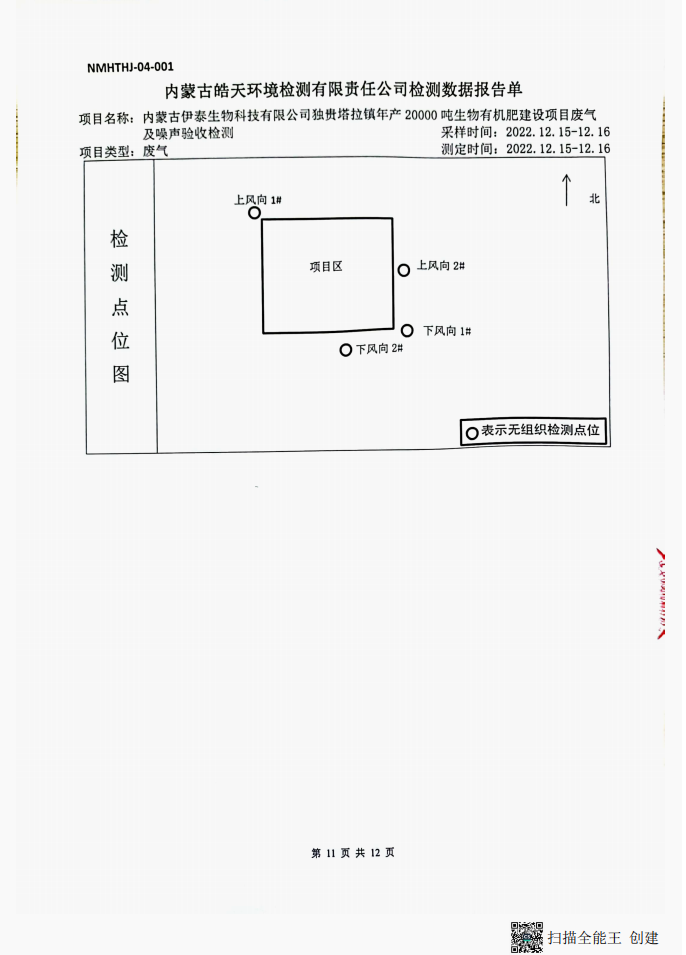 NMHTHJ-04-001
内蒙古皓天环境检测有限责任公司检测数据报告单
项目名称：内蒙古伊泰生物科技有限公司独贵塔拉镇年产 20000 吨生物有机肥建设项目废气
及噪声验收检测 采样时间：2022.12.15-12.16
项目类型：废气 测定时间：2022.12.15-12.16
北
上风向 1#
检测点位图
项目区
上风向 2#
下风向 1#
下风向 2#
表示无组织检测点位
第 11 页 共 12 页
扫描全能王 创建